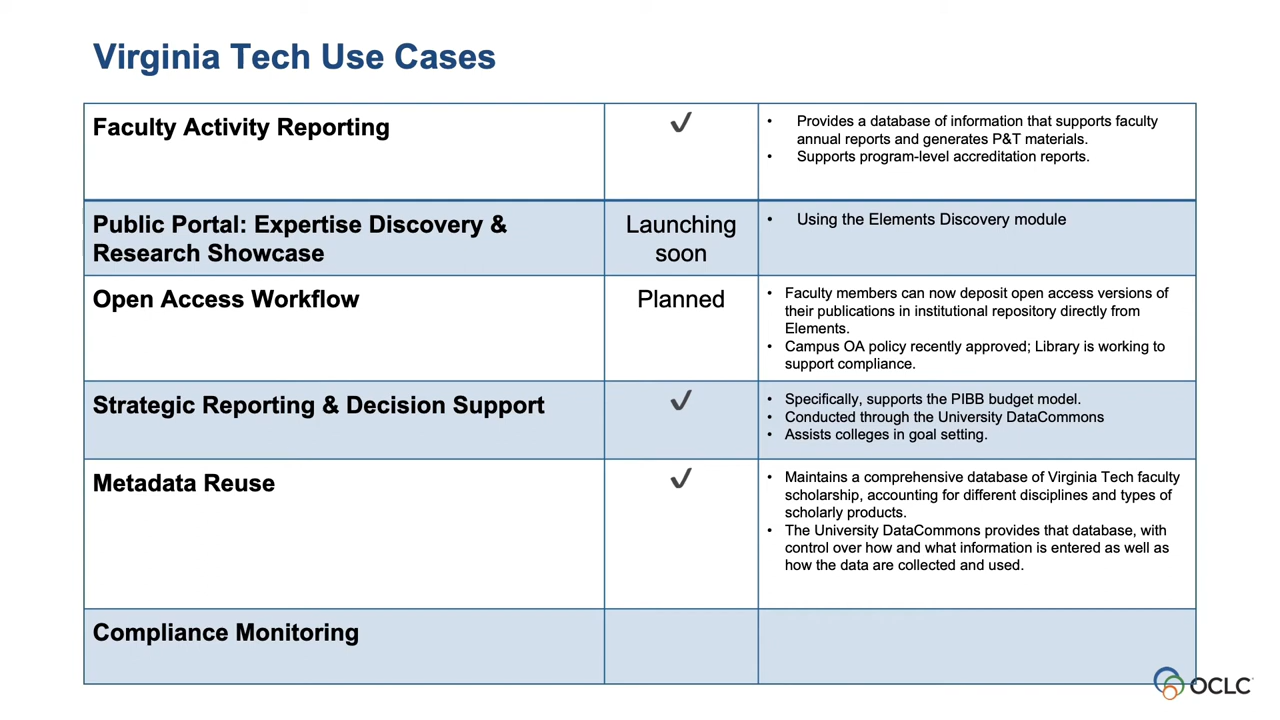 Virginia Tech Use Cases
Faculty Activity Reporting
✓
• Provides a database of information that supports faculty
annual reports and generates P&T materials.
• Supports program-level accreditation reports.
Public Portal: Expertise Discovery &
Research Showcase
Launching
soon
• Using the Elements Discovery module
Open Access Workflow
Planned
• Faculty members can now deposit open access versions of
their publications in institutional repository directly from
Elements.
• Campus OA policy recently approved; Library is working to
support compliance.
Strategic Reporting & Decision Support
✓
• Specifically, supports the PIBB budget model.
• Conducted through the University DataCommons
• Assists colleges in goal setting.
Metadata Reuse
✓
• Maintains a comprehensive database of Virginia Tech faculty
scholarship, accounting for different disciplines and types of
scholarly products.
• The University DataCommons provides that database, with
control over how and what information is entered as well as
how the data are collected and used.
Compliance Monitoring
OCLC